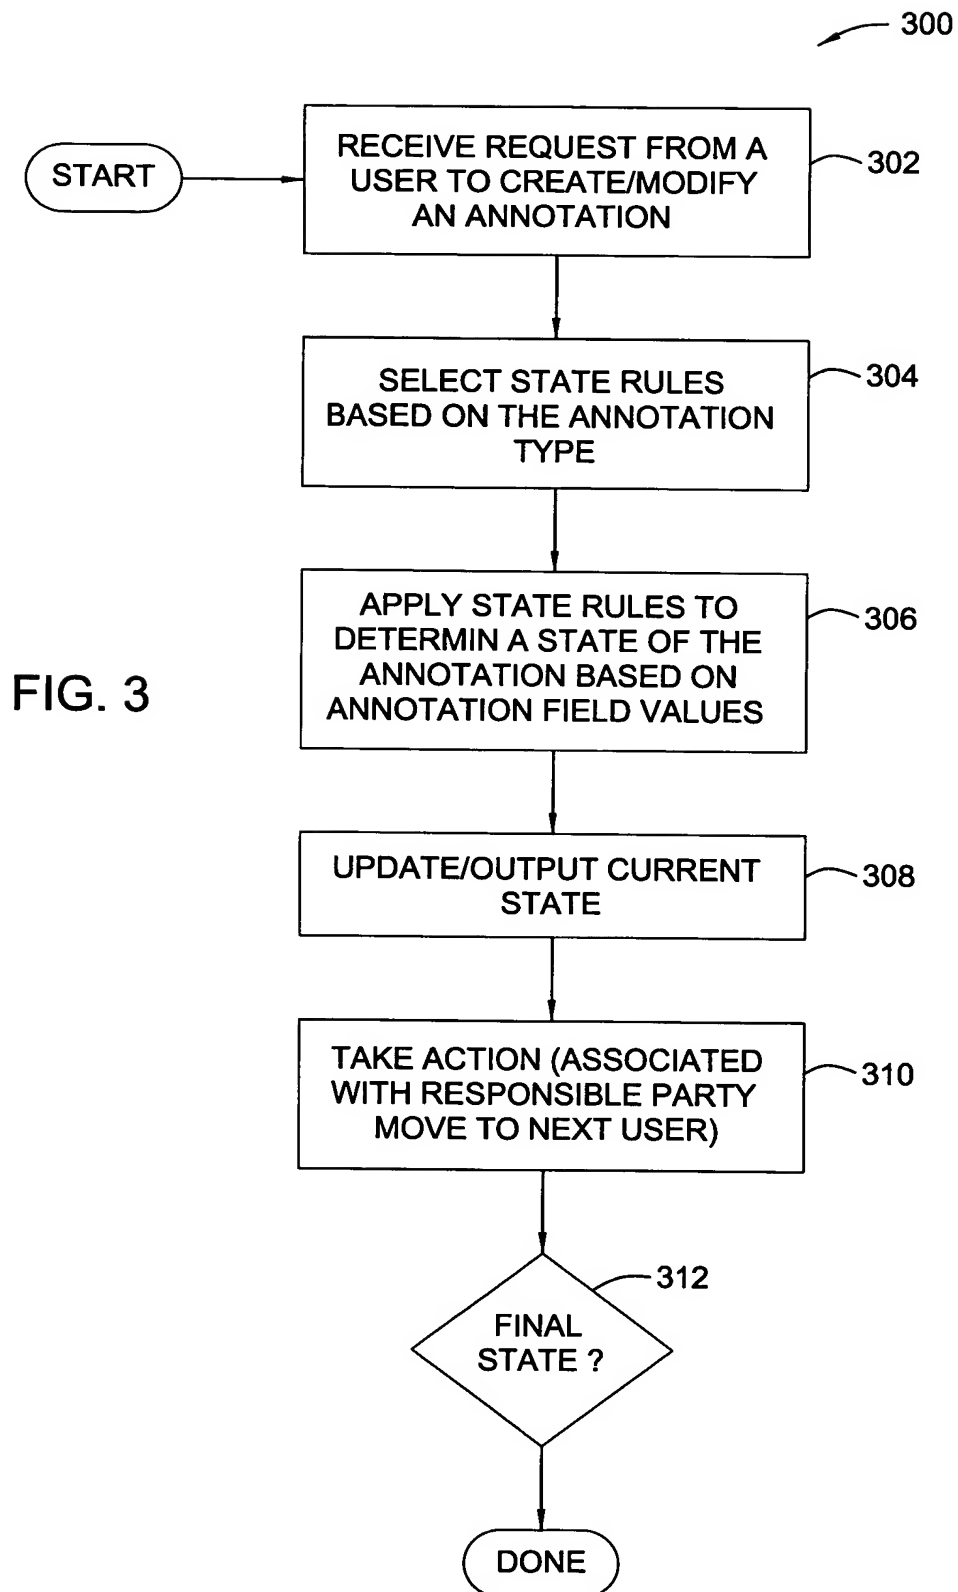 300
START
RECEIVE REQUEST FROM A
USER TO CREATE/MODIFY
AN ANNOTATION
302
SELECT STATE RULES
BASED ON THE ANNOTATION
TYPE
304
APPLY STATE RULES TO
DETERMIN A STATE OF THE
ANNOTATION BASED ON
ANNOTATION FIELD VALUES
306
FIG. 3
UPDATE/OUTPUT CURRENT
STATE
308
TAKE ACTION (ASSOCIATED
WITH RESPONSIBLE PARTY
MOVE TO NEXT USER)
310
312
FINAL
STATE ?
DONE